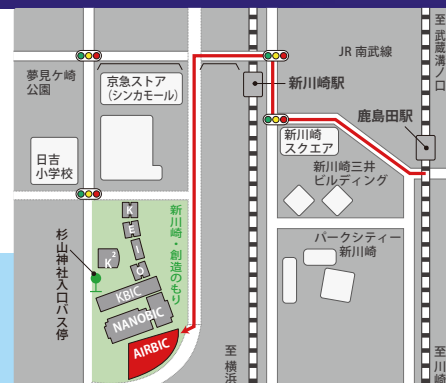 夢見ケ崎
公園
京急ストア
(シンカモール)
日吉
小学校
新川崎駅
JR 南武線
至 武蔵溝ノ口
鹿島田駅
新川崎
スクエア
新川崎三井
ビルディング
パークシティー
新川崎
杉山神社入口バス停
新川崎・創造のもり
K
E
I
O
K²
KBIC
NANOBIC
AIRBIC
至 横浜
至 川崎